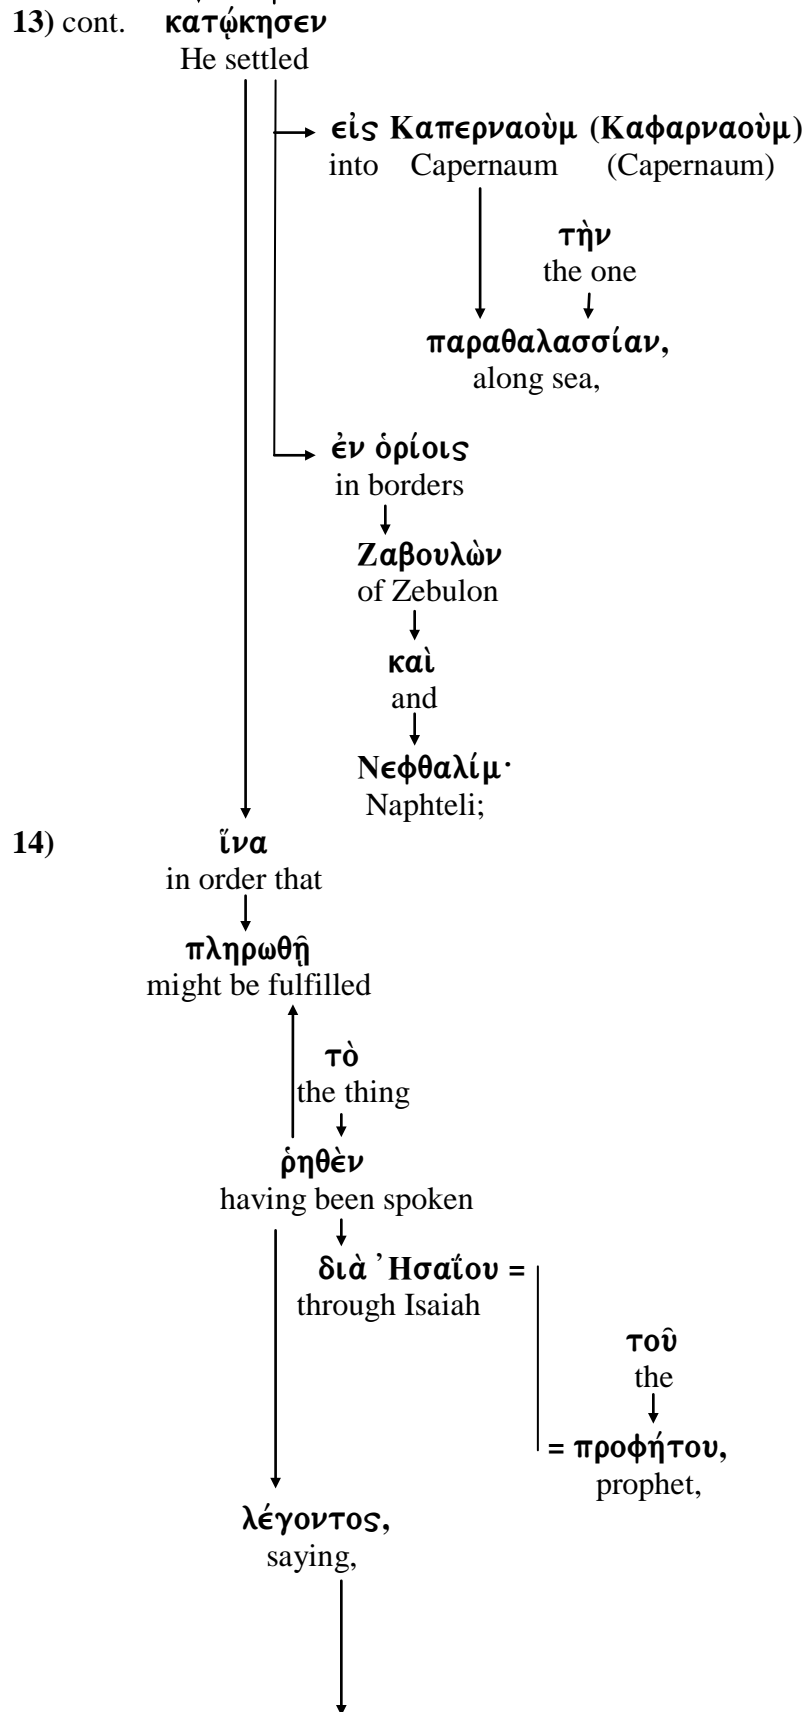 13) cont. κατῴκησεν
He settled
εἰς Καπερναοὺμ (Καφαρναοὺμ)
into Capernaum (Capernaum)
τὴν
the one
παραθαλασσίαν,
along sea,
ἐν ὁρίοις
in borders
Ζαβουλὼν
of Zebulon
καὶ
and
Νεφθαλίμ·
Naphteli;
14) ἵνα
in order that
πληρωθῇ
might be fulfilled
τὸ
the thing
ῥηθὲν
having been spoken
διὰ ʼΗσαΐου =
through Isaiah
τοῦ
the
= προφήτου,
prophet,
λέγοντος,
saying,